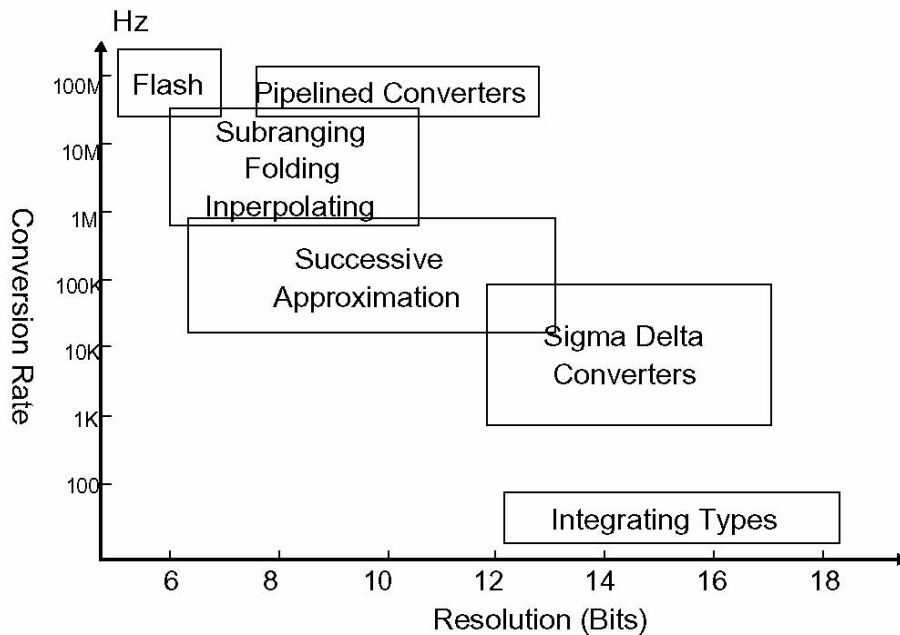 Hz
100M
Flash
Pipelined Converters
Subranging
10M
Folding
Inperpolating
1M
Successive
100K
Approximation
Sigma Delta
10K
Converters
1K
100
Integrating Types
6 8 10 12 14 16 18
Resolution (Bits)
Conversion Rate